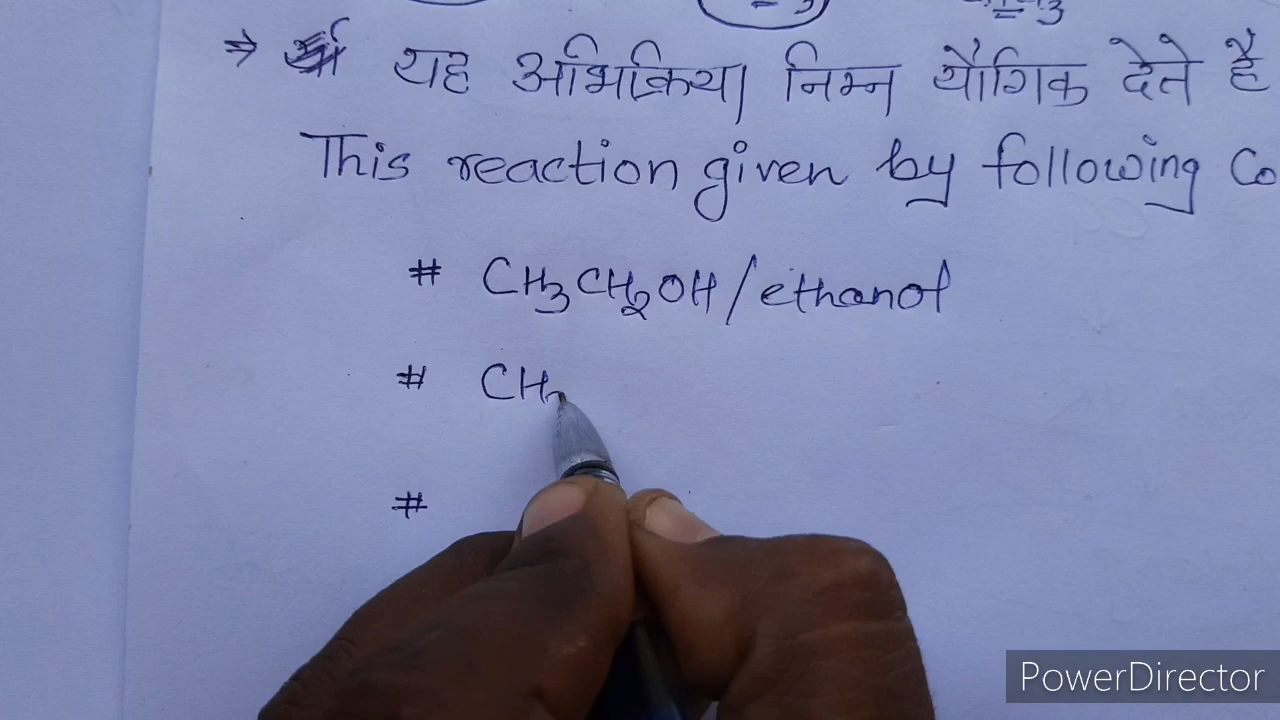 ⇒ यह अभिक्रिया निम्न यौगिक देते है
This reaction given by following Co
# CH₃CH₂OH/ethanol
# CH
#
PowerDirector